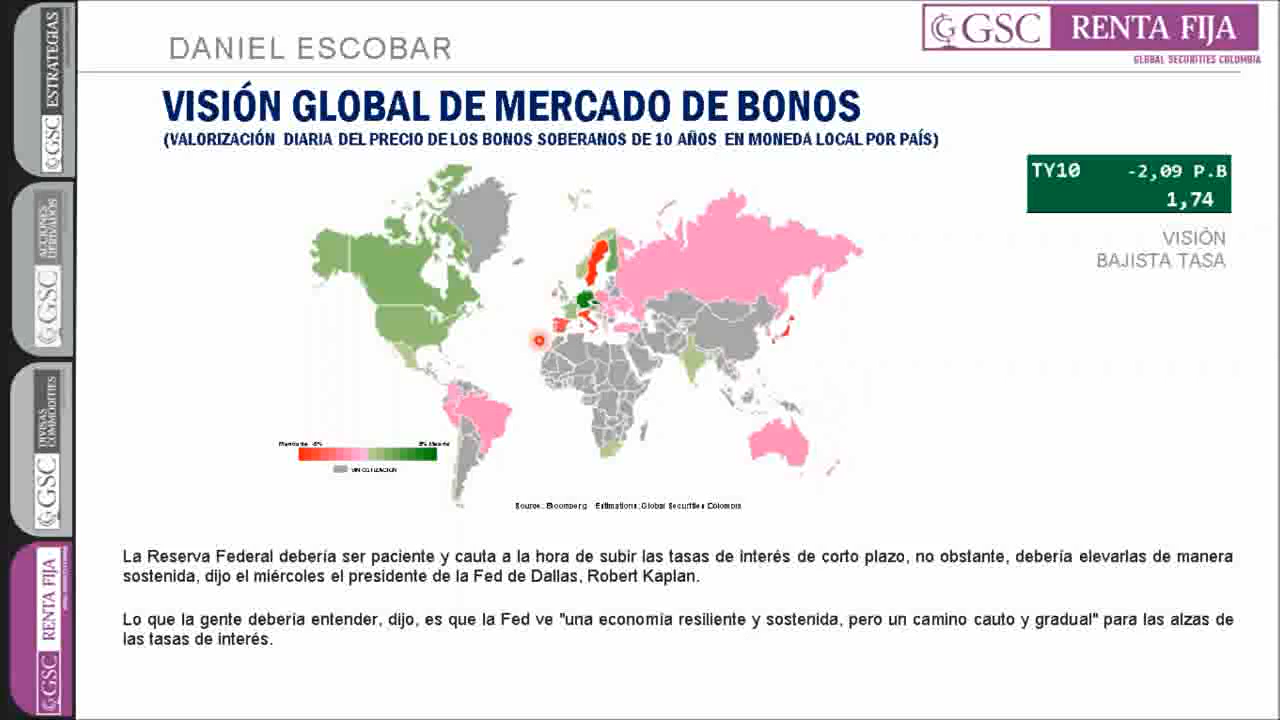 DANIEL ESCOBAR
GSC RENTA FIJA
GLOBAL SECURITIES COLOMBIA
VISIÓN GLOBAL DE MERCADO DE BONOS
(VALORIZACIÓN DIARIA DEL PRECIO DE LOS BONOS SOBERANOS DE 10 AÑOS EN MONEDA LOCAL POR PAÍS)
TY10 -2,09 P.B
1,74
VISIÓN
BAJISTA TASA
Source: Bloomberg Estimations: Global Securities Colombia
La Reserva Federal debería ser paciente y cauta a la hora de subir las tasas de interés de corto plazo, no obstante, debería elevarlas de manera
sostenida, dijo el miércoles el presidente de la Fed de Dallas, Robert Kaplan.
Lo que la gente debería entender, dijo, es que la Fed ve "una economía resiliente y sostenida, pero un camino cauto y gradual" para las alzas de
las tasas de interés.
GSC ESTRATEGIAS
GSC ACCIONES
DERIVADOS
GSC DIVISAS
COMMODITIES
GSC RENTA FIJA